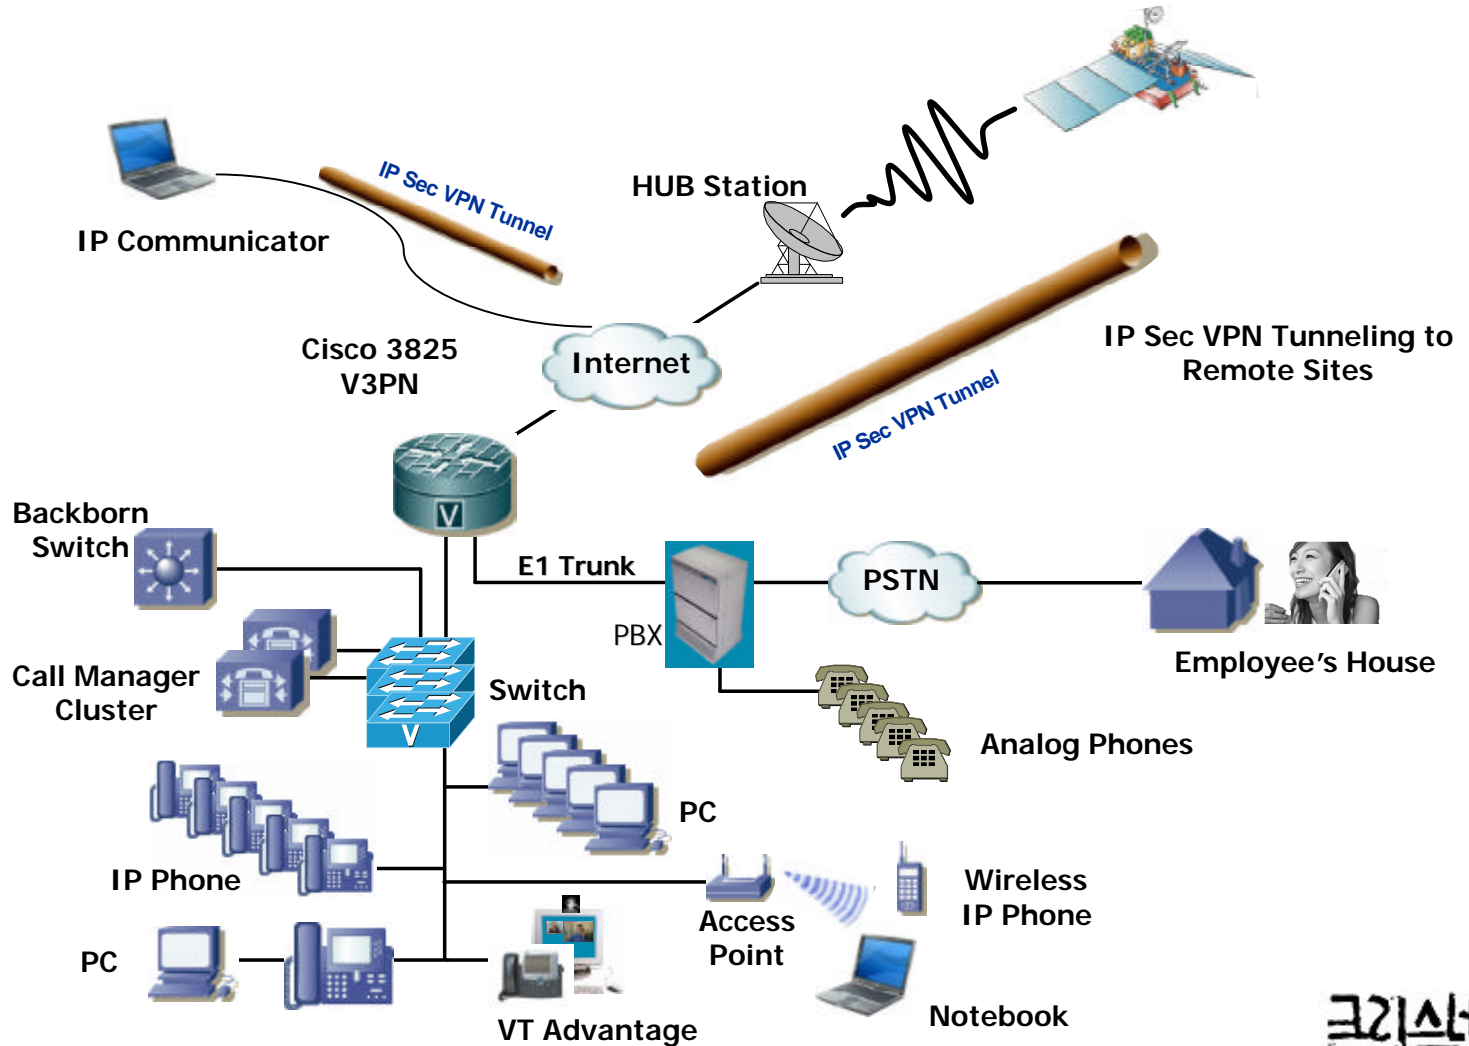 IP Sec VPN Tunnel
HUB Station
IP Communicator
Internet
Cisco 3825
V3PN
IP Sec VPN Tunneling to
Remote Sites
IP Sec VPN Tunnel
V
Backborn
Switch
E1 Trunk
PSTN
PBX
Employee's House
Call Manager
Cluster
Switch
V
Analog Phones
PC
IP Phone
Wireless
IP Phone
Access
Point
PC
VT Advantage
Notebook